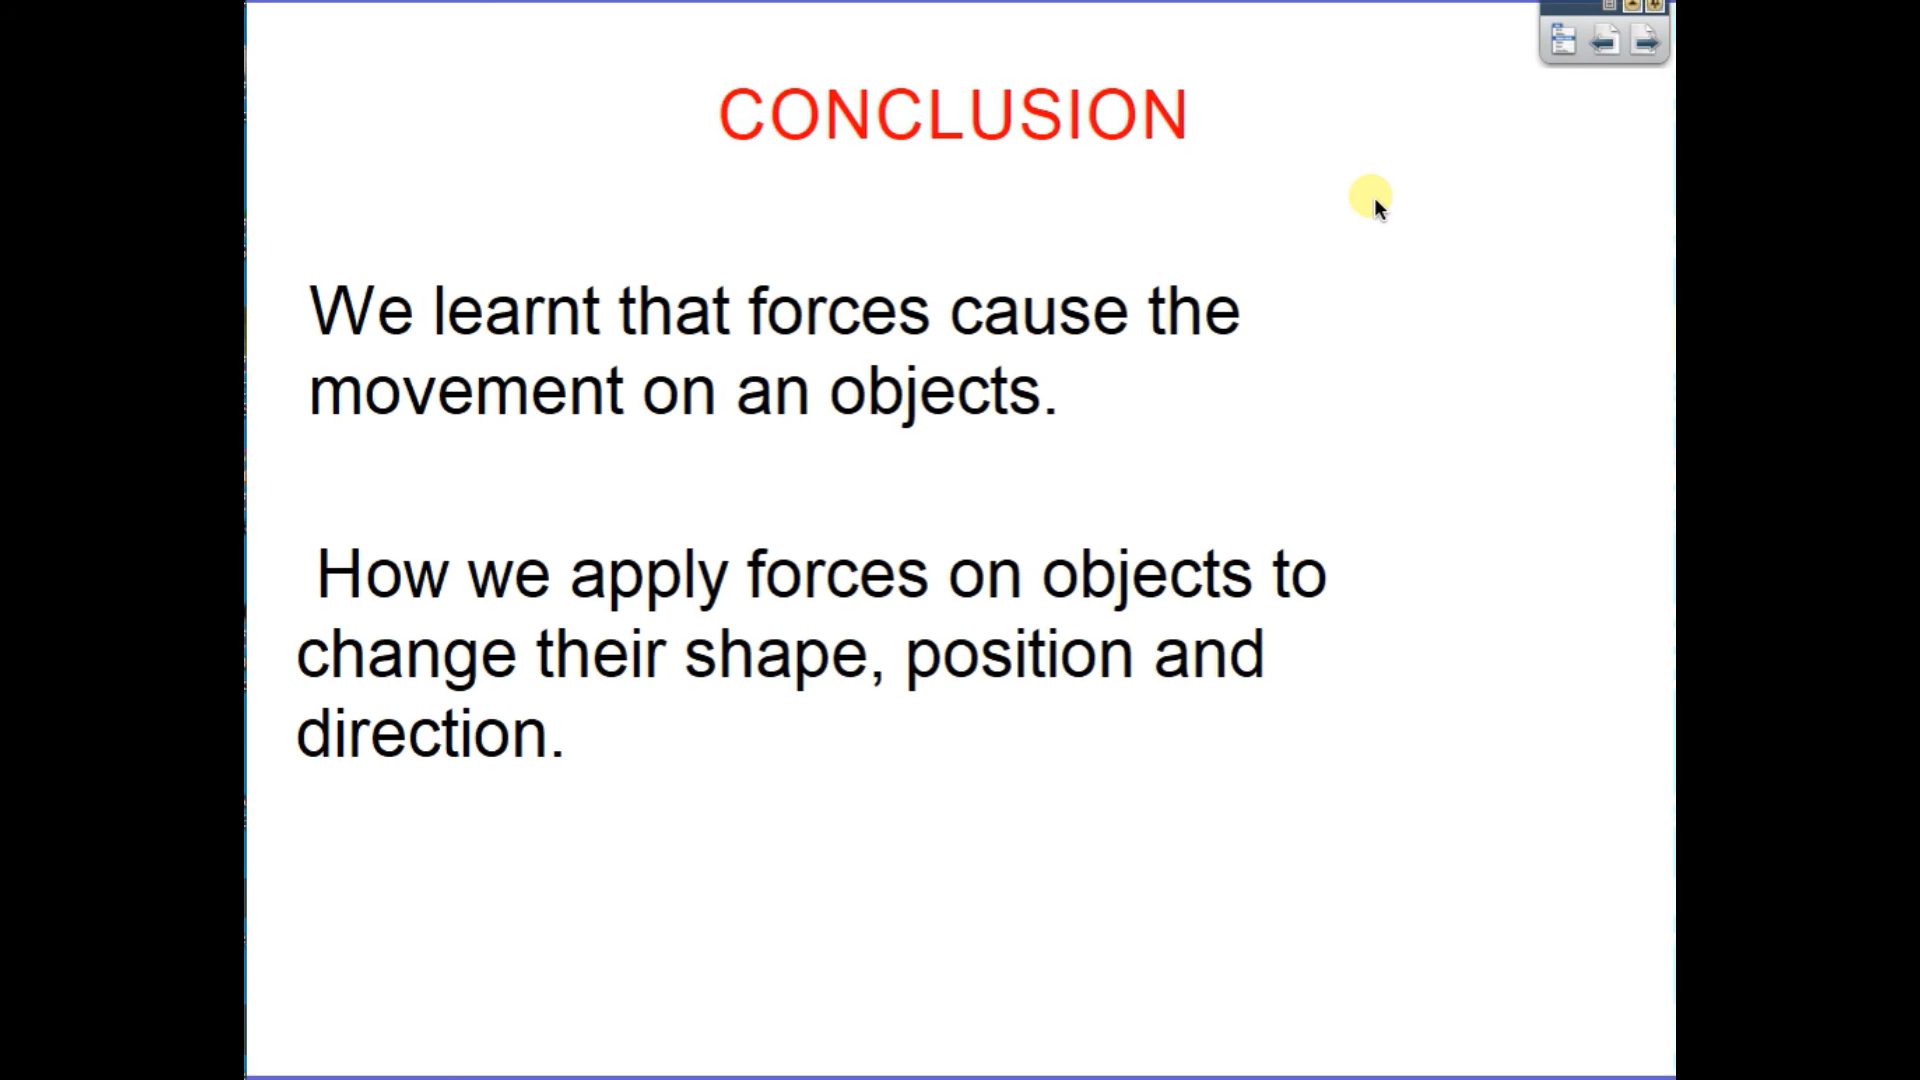 CONCLUSION
We learnt that forces cause the
movement on an objects.
How we apply forces on objects to
change their shape, position and
direction.